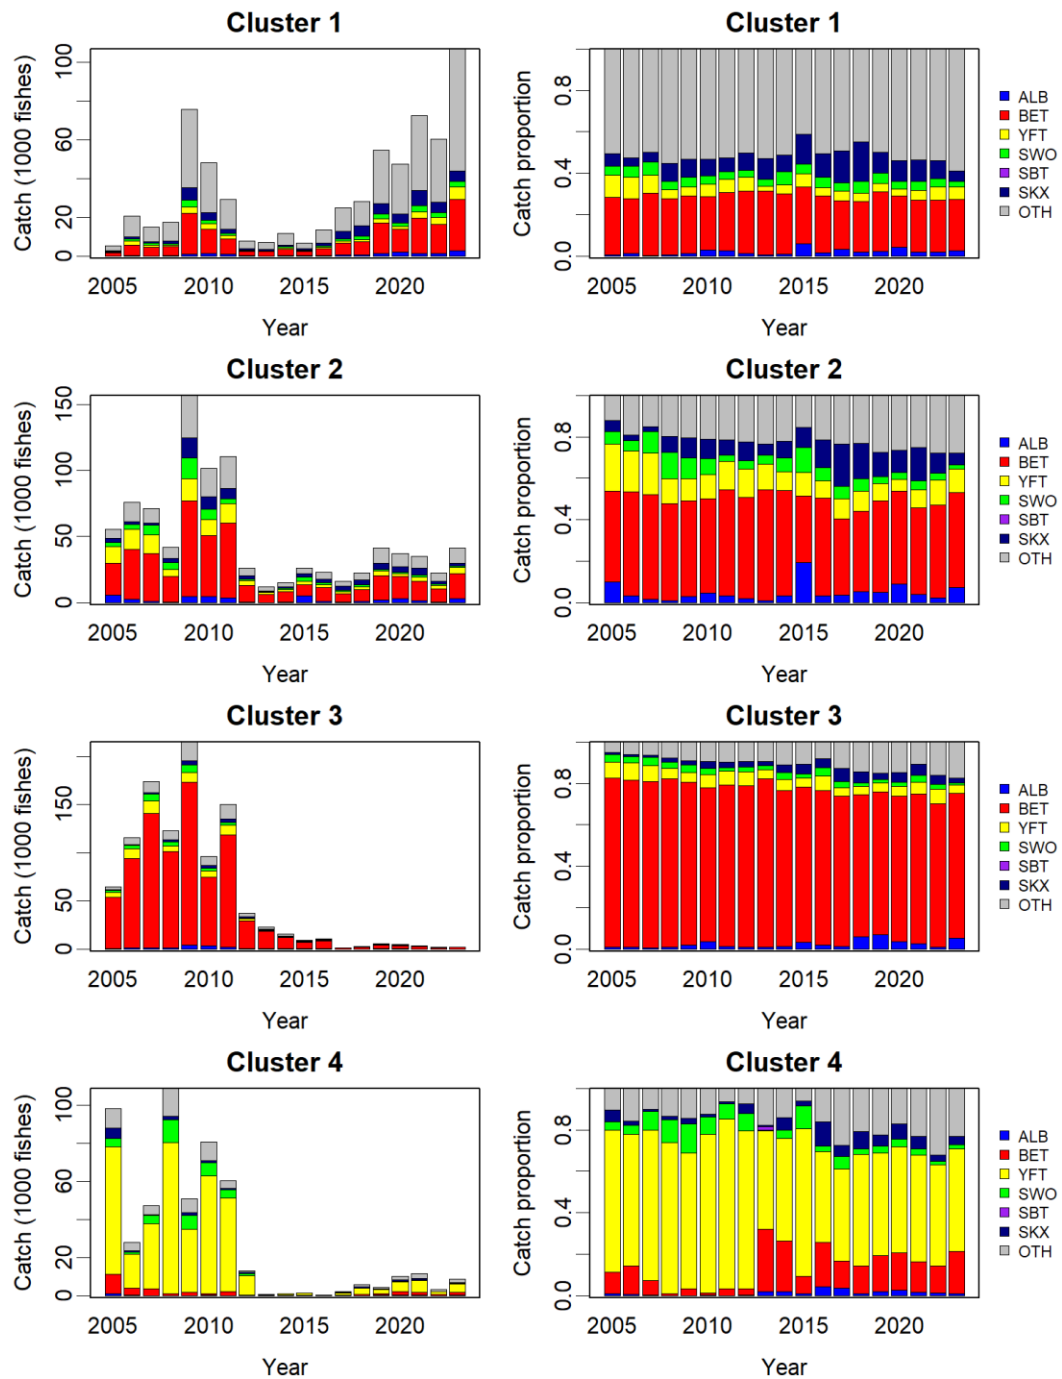 Cluster 1
Catch (1000 fishes)
100
60
20
0
2005 2010 2015 2020
Year
Cluster 1
Catch proportion
0.8
0.4
0.0
2005 2010 2015 2020
Year
ALB
BET
YFT
SWO
SBT
SKX
OTH
Cluster 2
Catch (1000 fishes)
150
100
50
0
2005 2010 2015 2020
Year
Cluster 2
Catch proportion
0.8
0.4
0.0
2005 2010 2015 2020
Year
ALB
BET
YFT
SWO
SBT
SKX
OTH
Cluster 3
Catch (1000 fishes)
150
50
0
2005 2010 2015 2020
Year
Cluster 3
Catch proportion
0.8
0.4
0.0
2005 2010 2015 2020
Year
ALB
BET
YFT
SWO
SBT
SKX
OTH
Cluster 4
Catch (1000 fishes)
100
60
20
0
2005 2010 2015 2020
Year
Cluster 4
Catch proportion
0.8
0.4
0.0
2005 2010 2015 2020
Year
ALB
BET
YFT
SWO
SBT
SKX
OTH